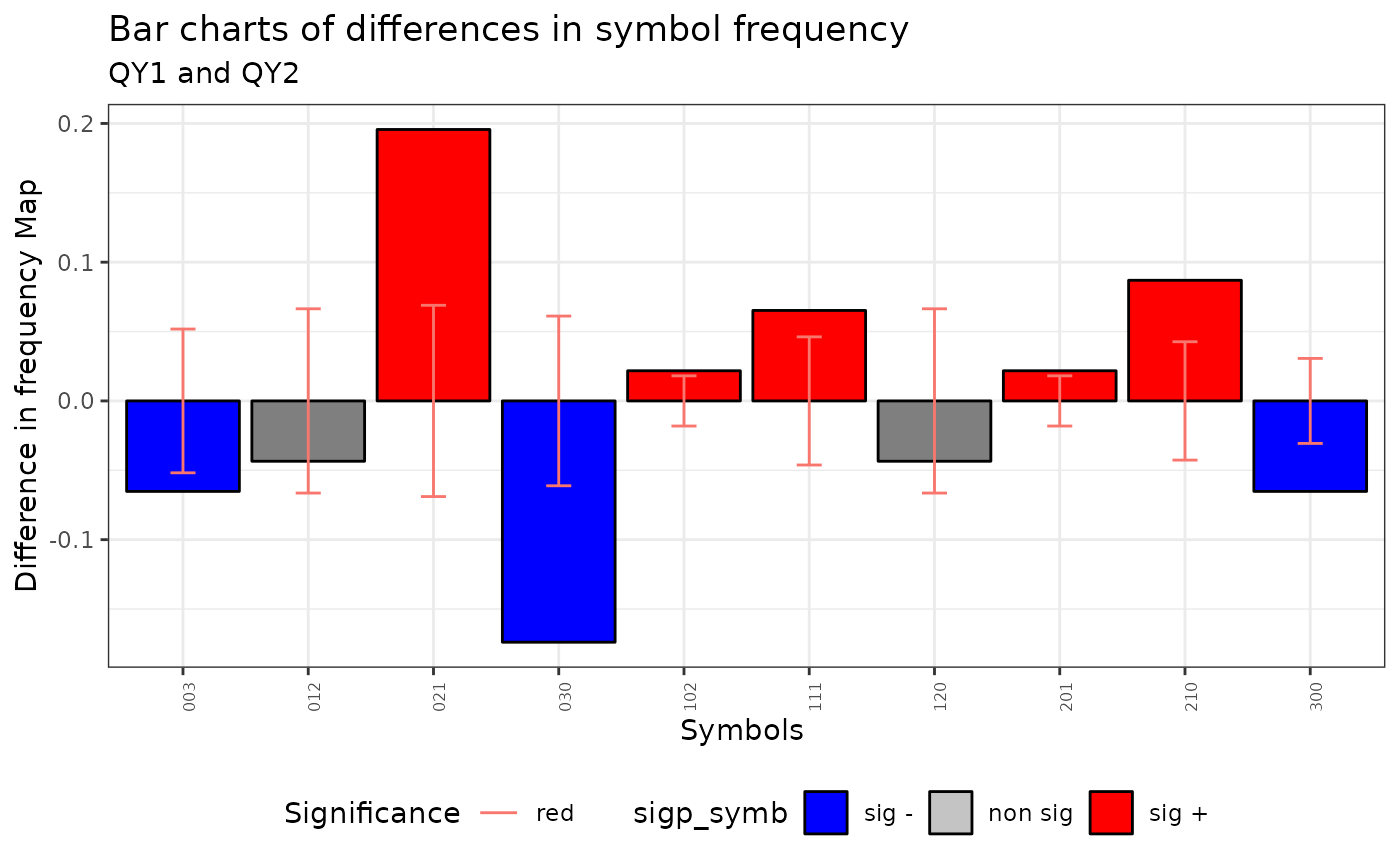 Bar charts of differences in symbol frequency
QY1 and QY2
Difference in frequency Map
0.2
0.1
0.0
-0.1
003 012 021 030 102 111 120 201 210 300
Symbols
Significance red sigp_symb sig - non sig sig +